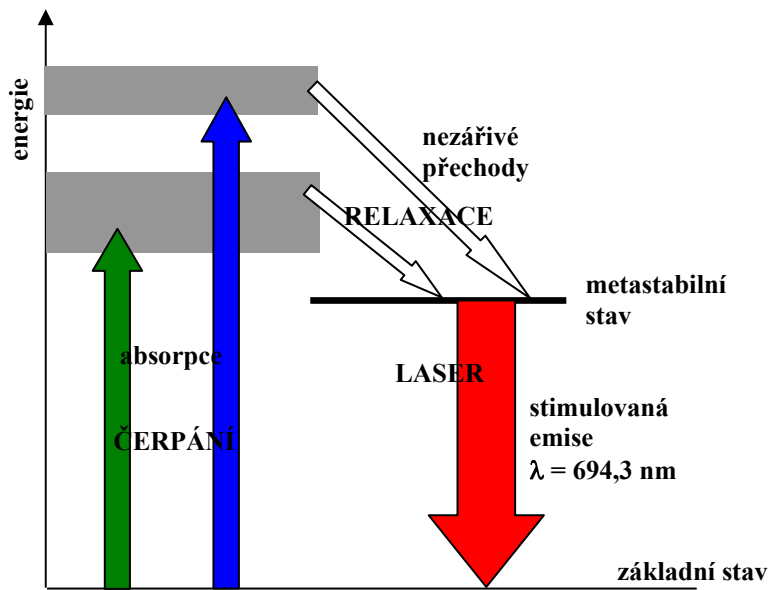 energie
nezářivé
přechody
RELAXACE
metastabilní
stav
absorpce
LASER
stimulovaná
emise
λ = 694,3 nm
ČERPÁNÍ
základní stav